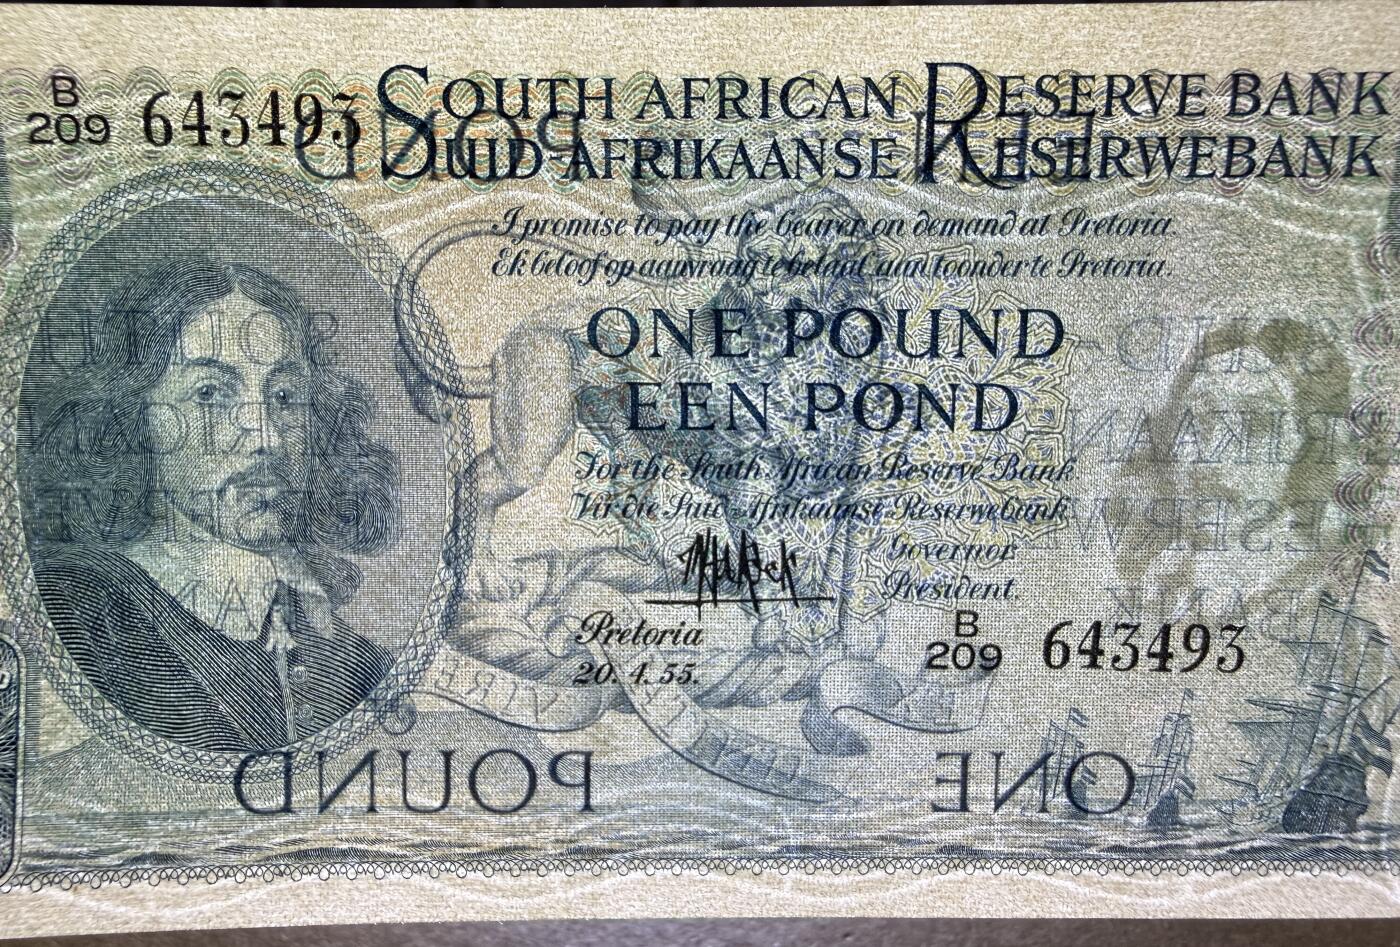 B
209 643493
SOUTH AFRICAN RESERVE BANK
SUID-AFRIKAANSE RESERWEBANK
I promise to pay the bearer on demand at Pretoria
Ek beloof op aanvraag te betaal aan toonder te Pretoria.
ONE POUND
EEN POND
For the South African Reserve Bank
Vir die Suid-Afrikaanse Reserwebank
Governor
President.
Pretoria
20. 4. 55.
B
209 643493
POUND ONE